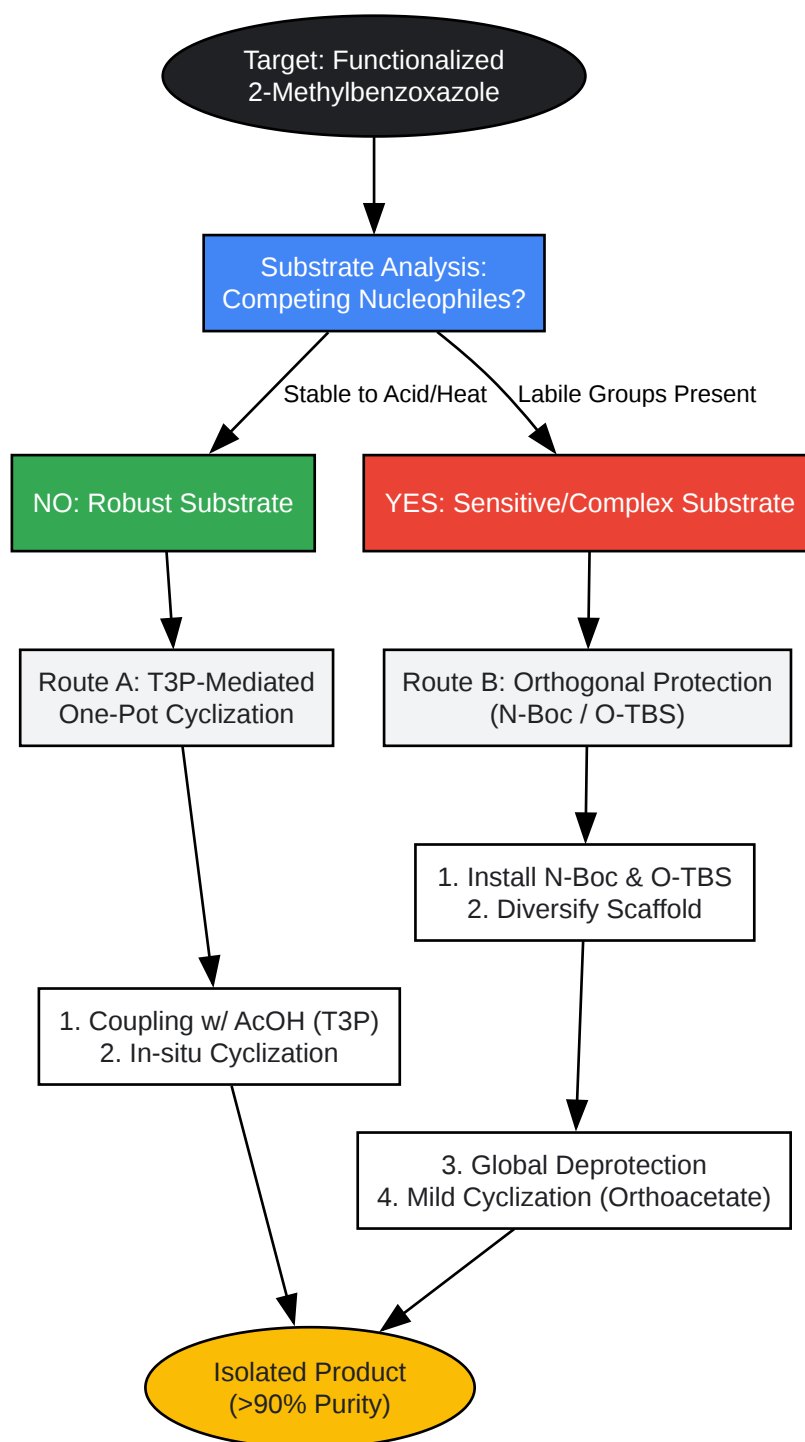 Target: Functionalized
2-Methylbenzoxazole
Substrate Analysis:
Competing Nucleophiles?
Stable to Acid/Heat
Labile Groups Present
NO: Robust Substrate
YES: Sensitive/Complex Substrate
Route A: T3P-Mediated
One-Pot Cyclization
Route B: Orthogonal Protection
(N-Boc / O-TBS)
1. Install N-Boc & O-TBS
2. Diversify Scaffold
1. Coupling w/ AcOH (T3P)
2. In-situ Cyclization
3. Global Deprotection
4. Mild Cyclization (Orthoacetate)
Isolated Product
(>90% Purity)